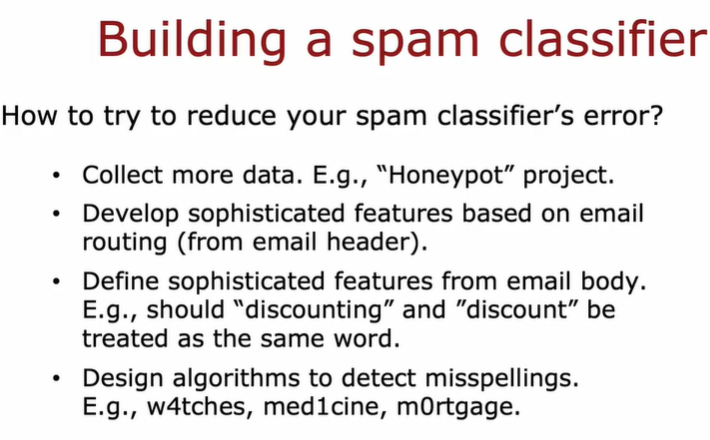 Building a spam classifier
How to try to reduce your spam classifier’s error?
• Collect more data. E.g., “Honeypot” project.
• Develop sophisticated features based on email
routing (from email header).
• Define sophisticated features from email body.
E.g., should “discounting” and ”discount” be
treated as the same word.
• Design algorithms to detect misspellings.
E.g., w4tches, med1cine, m0rtgage.